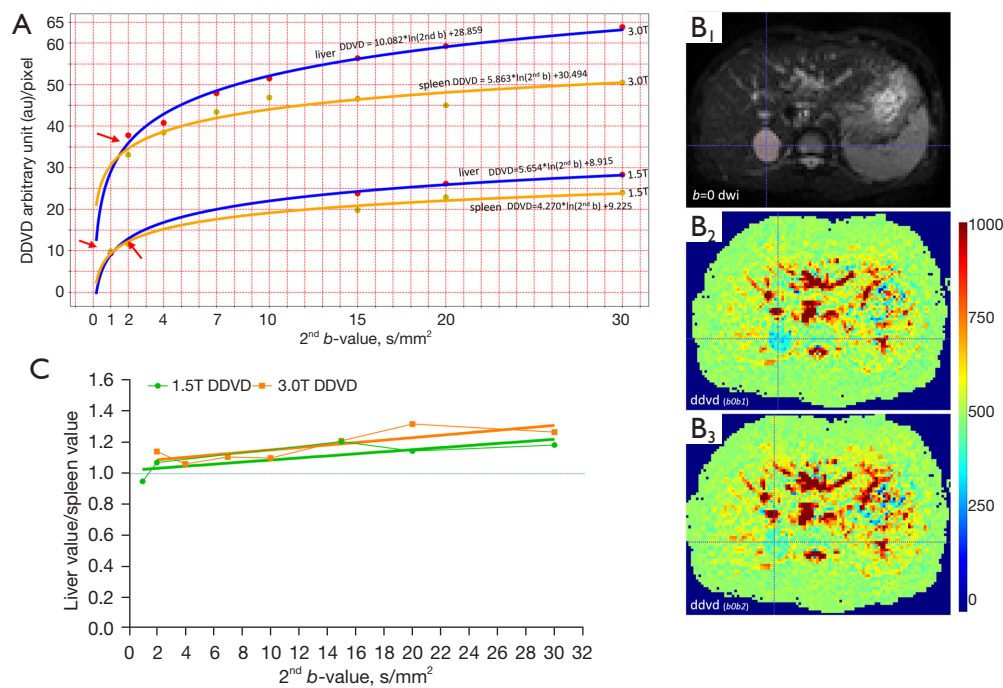 A
DDVD arbitrary unit (au)/pixel
65
60
50
40
30
20
10
0
liver DDVD = 10.082*ln(2nd b) +28.859
3.0T
spleen DDVD = 5.863*ln(2nd b) +30.494
3.0T
liver DDVD=5.654*ln(2nd b) +8.915
1.5T
1.5T
spleen DDVD=4.270*ln(2nd b) +9.225
0 1 2 4 7 10 15 20 30
2nd b-value, s/mm²
B1
b=0 dwi
B2
ddvd (b0b1)
B3
ddvd (b0b2)
1000
750
500
250
0
C
1.5T DDVD 3.0T DDVD
Liver value/spleen value
1.6
1.4
1.2
1.0
0.8
0.6
0.4
0.2
0.0
0 2 4 6 8 10 12 14 16 18 20 22 24 26 28 30 32
2nd b-value, s/mm²